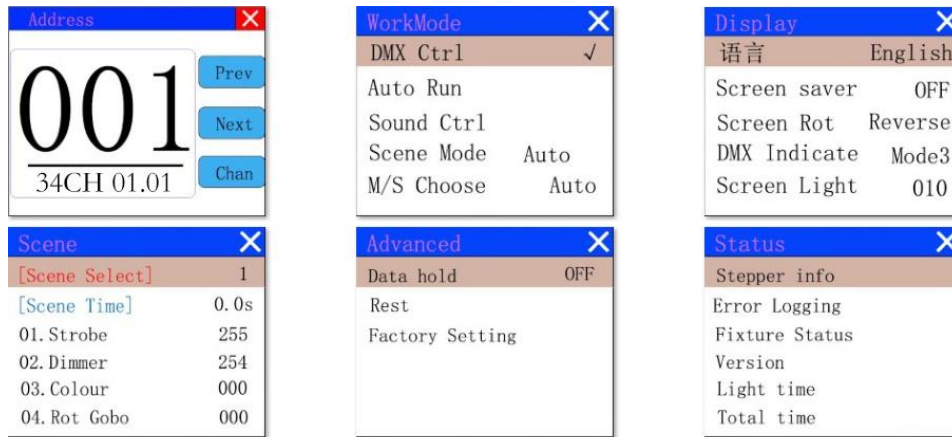 Address
001
34CH 01.01
Prev
Next
Chan
WorkMode
DMX Ctrl √
Auto Run
Sound Ctrl
Scene Mode Auto
M/S Choose Auto
Display
语言 English
Screen saver OFF
Screen Rot Reverse
DMX Indicate Mode3
Screen Light 010
Scene
[Scene Select] 1
[Scene Time] 0.0s
01.Strobe 255
02.Dimmer 254
03.Colour 000
04.Rot Gobo 000
Advanced
Data hold OFF
Rest
Factory Setting
Status
Stepper info
Error Logging
Fixture Status
Version
Light time
Total time